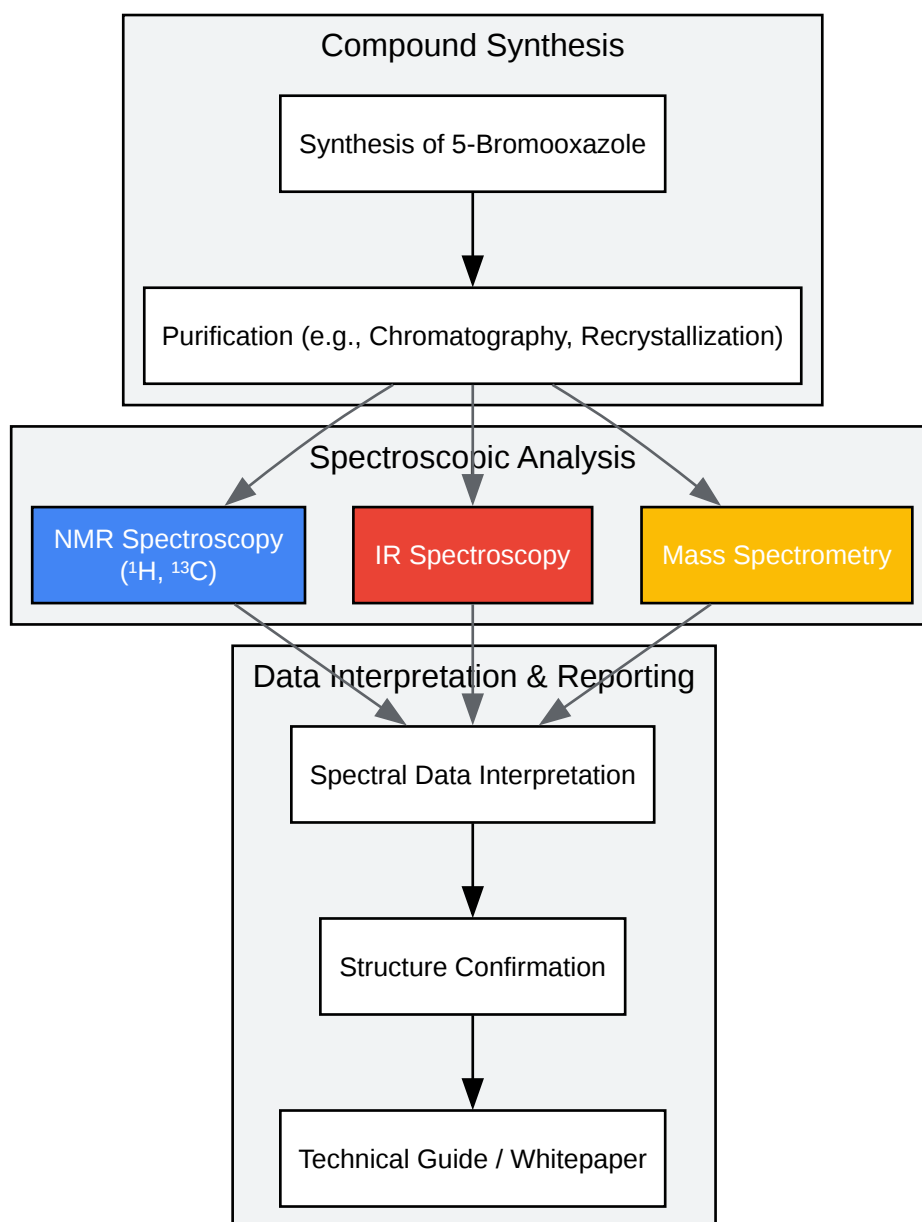 Compound Synthesis
Synthesis of 5-Bromooxazole
Purification (e.g., Chromatography, Recrystallization)
Spectroscopic Analysis
NMR Spectroscopy
(¹H, ¹³C)
IR Spectroscopy
Mass Spectrometry
Data Interpretation & Reporting
Spectral Data Interpretation
Structure Confirmation
Technical Guide / Whitepaper